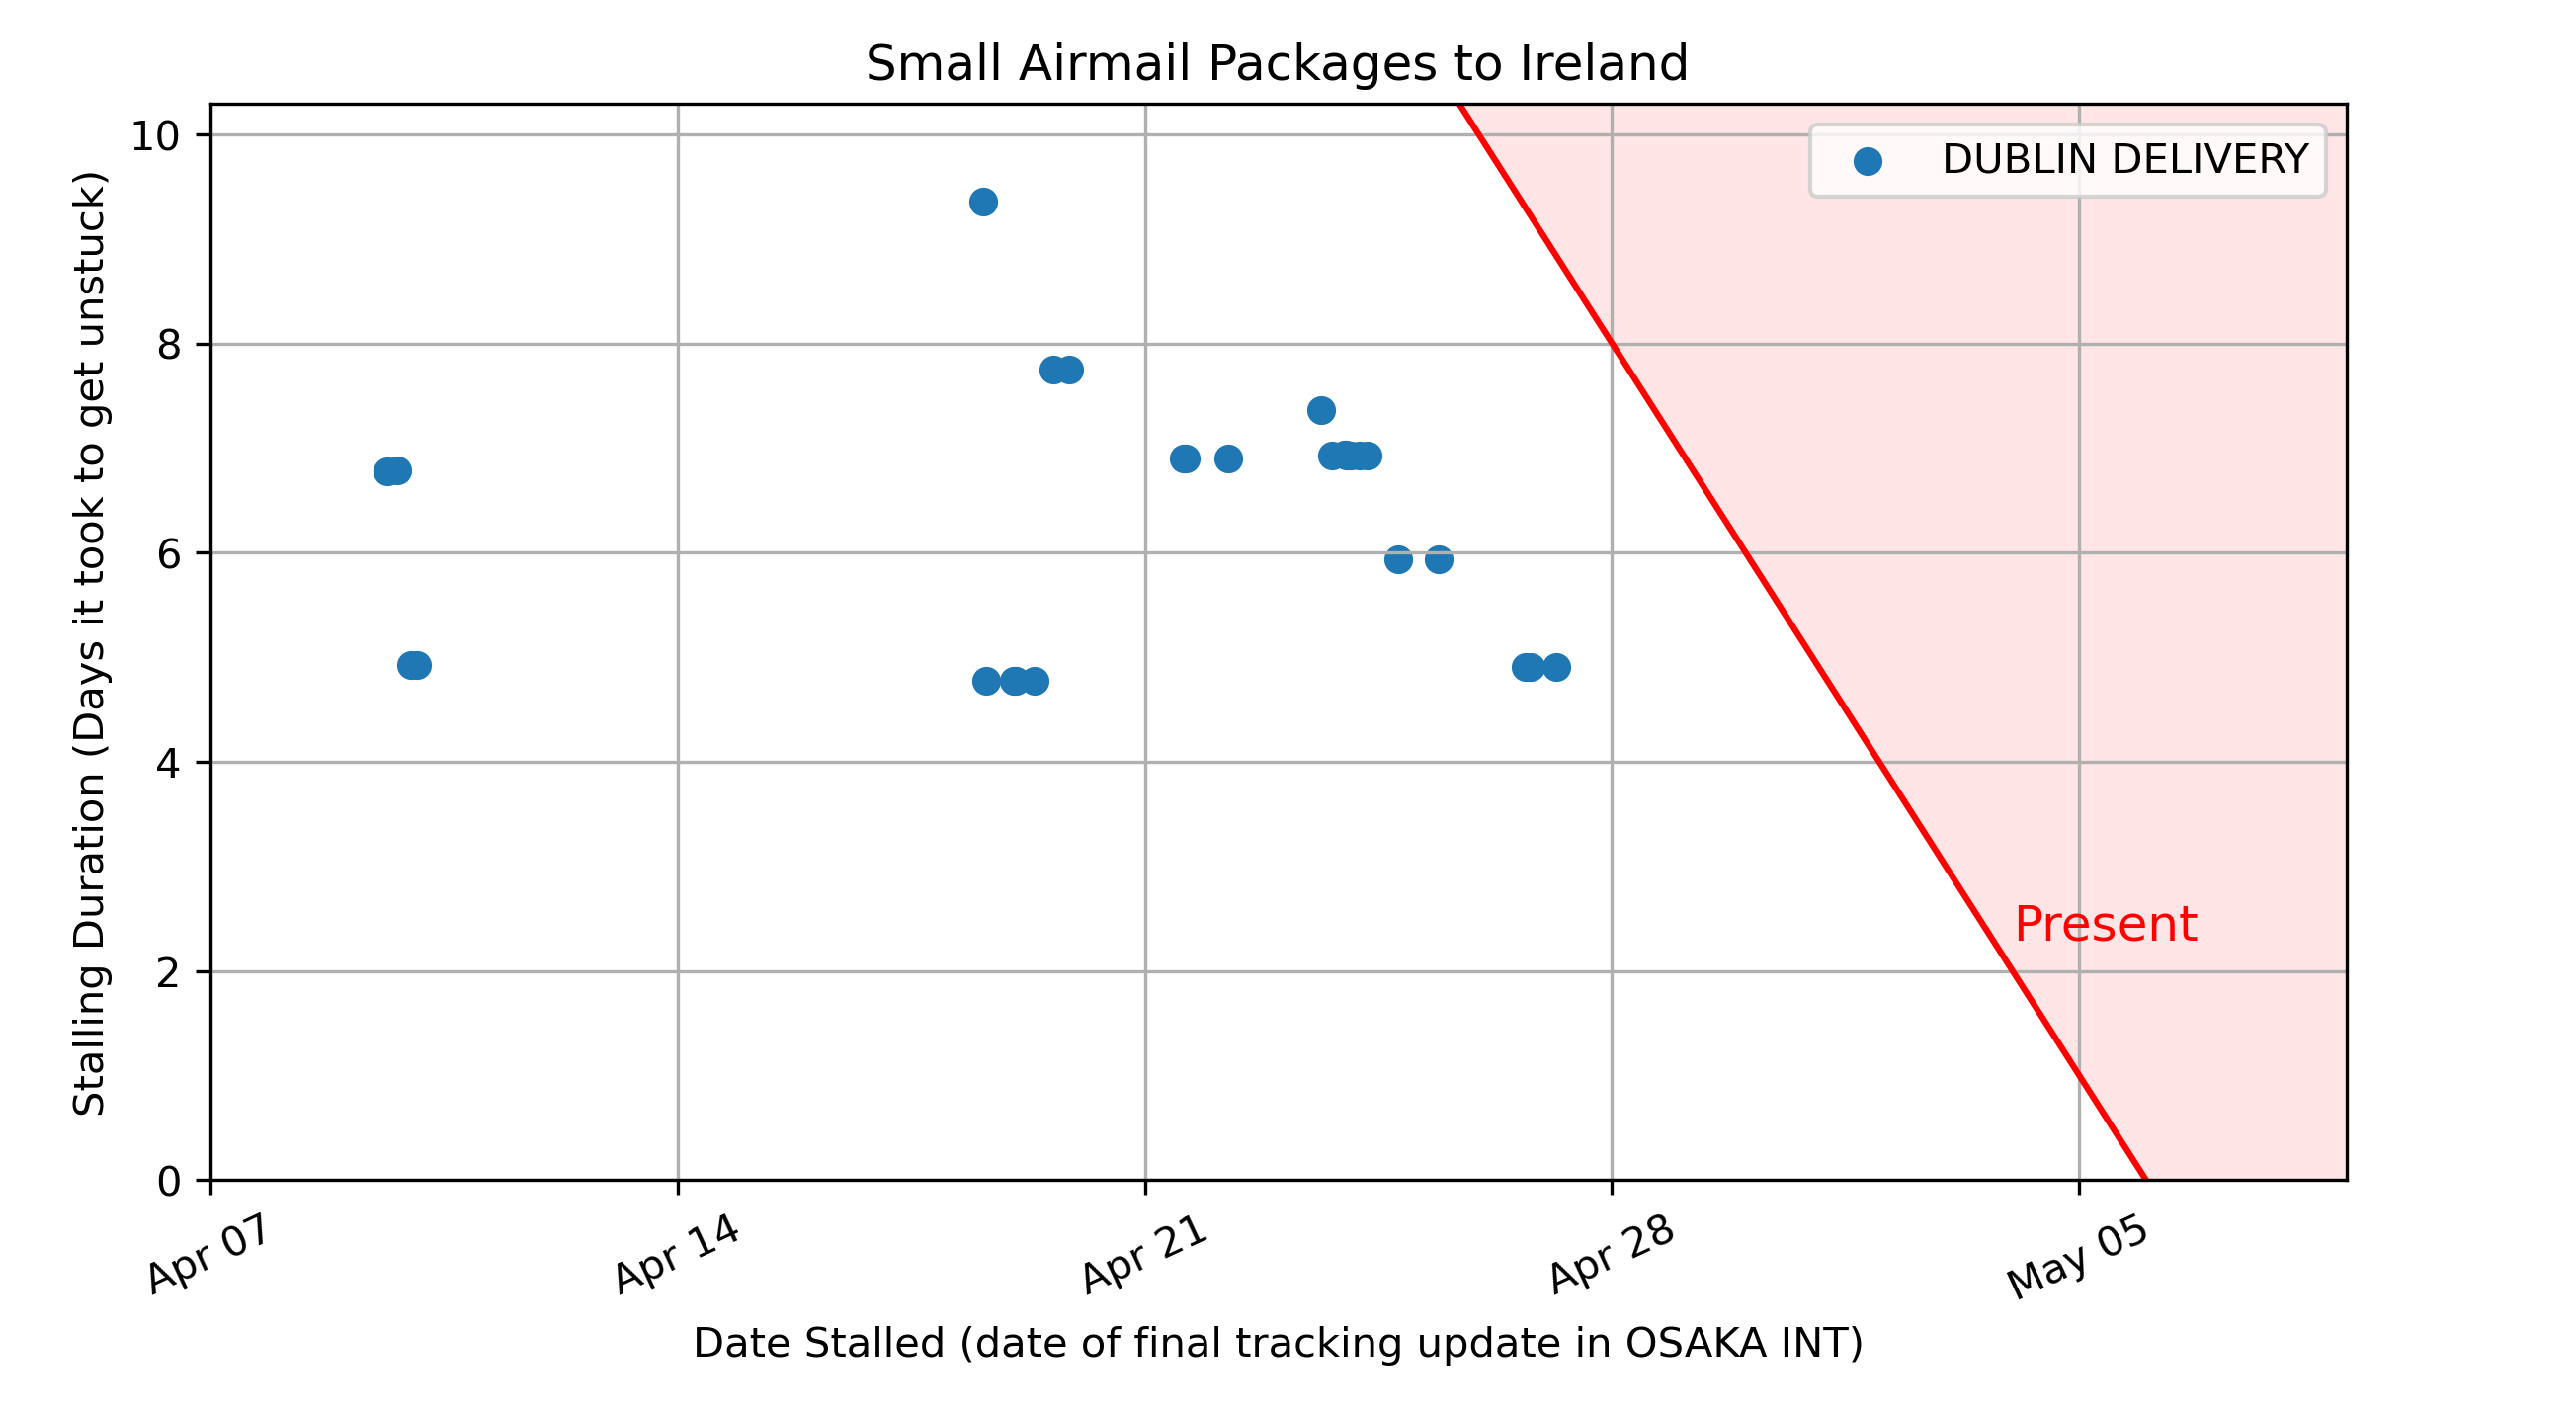 Small Airmail Packages to Ireland
DUBLIN DELIVERY
Stalling Duration (Days it took to get unstuck)
10
8
6
4
2
0
Present
Apr 07
Apr 14
Apr 21
Apr 28
May 05
Date Stalled (date of final tracking update in OSAKA INT)